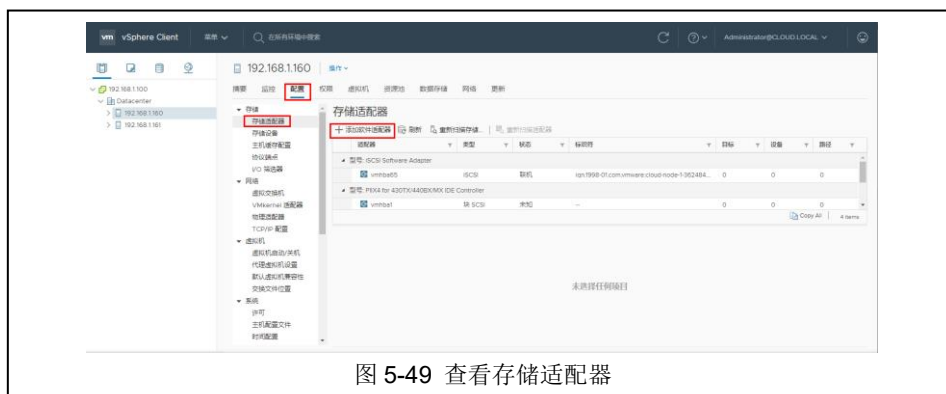 vm vSphere Client 菜单 在所有环境中搜索 Administrator@CLOUD.LOCAL
192.168.1.160 操作
摘要 监控 配置 权限 虚拟机 资源池 数据存储 网络 更新
192.168.1.100
Datacenter
192.168.1.160
192.168.1.161
存储
存储适配器
存储设备
主机缓存配置
协议端点
I/O 筛选器
网络
虚拟交换机
VMkernel 适配器
物理适配器
TCP/IP 配置
虚拟机
虚拟机启动/关机
代理虚拟机设置
默认虚拟机兼容性
交换文件位置
系统
许可
主机配置文件
时间配置
存储适配器
+ 添加软件适配器 刷新 重新扫描存储... 重新扫描适配器
适配器 类型 状态 标识符 目标 设备 路径
型号: iSCSI Software Adapter
vmhba65 iSCSI 联机 iqn.1998-01.com.vmware:cloud-node-1-362484... 0 0 0
型号: PIIX4 for 430TX/440BX/MX IDE Controller
vmhba1 块 SCSI 未知 -- 0 0 0
Copy All 4 items
未选择任何项目
图 5-49 查看存储适配器